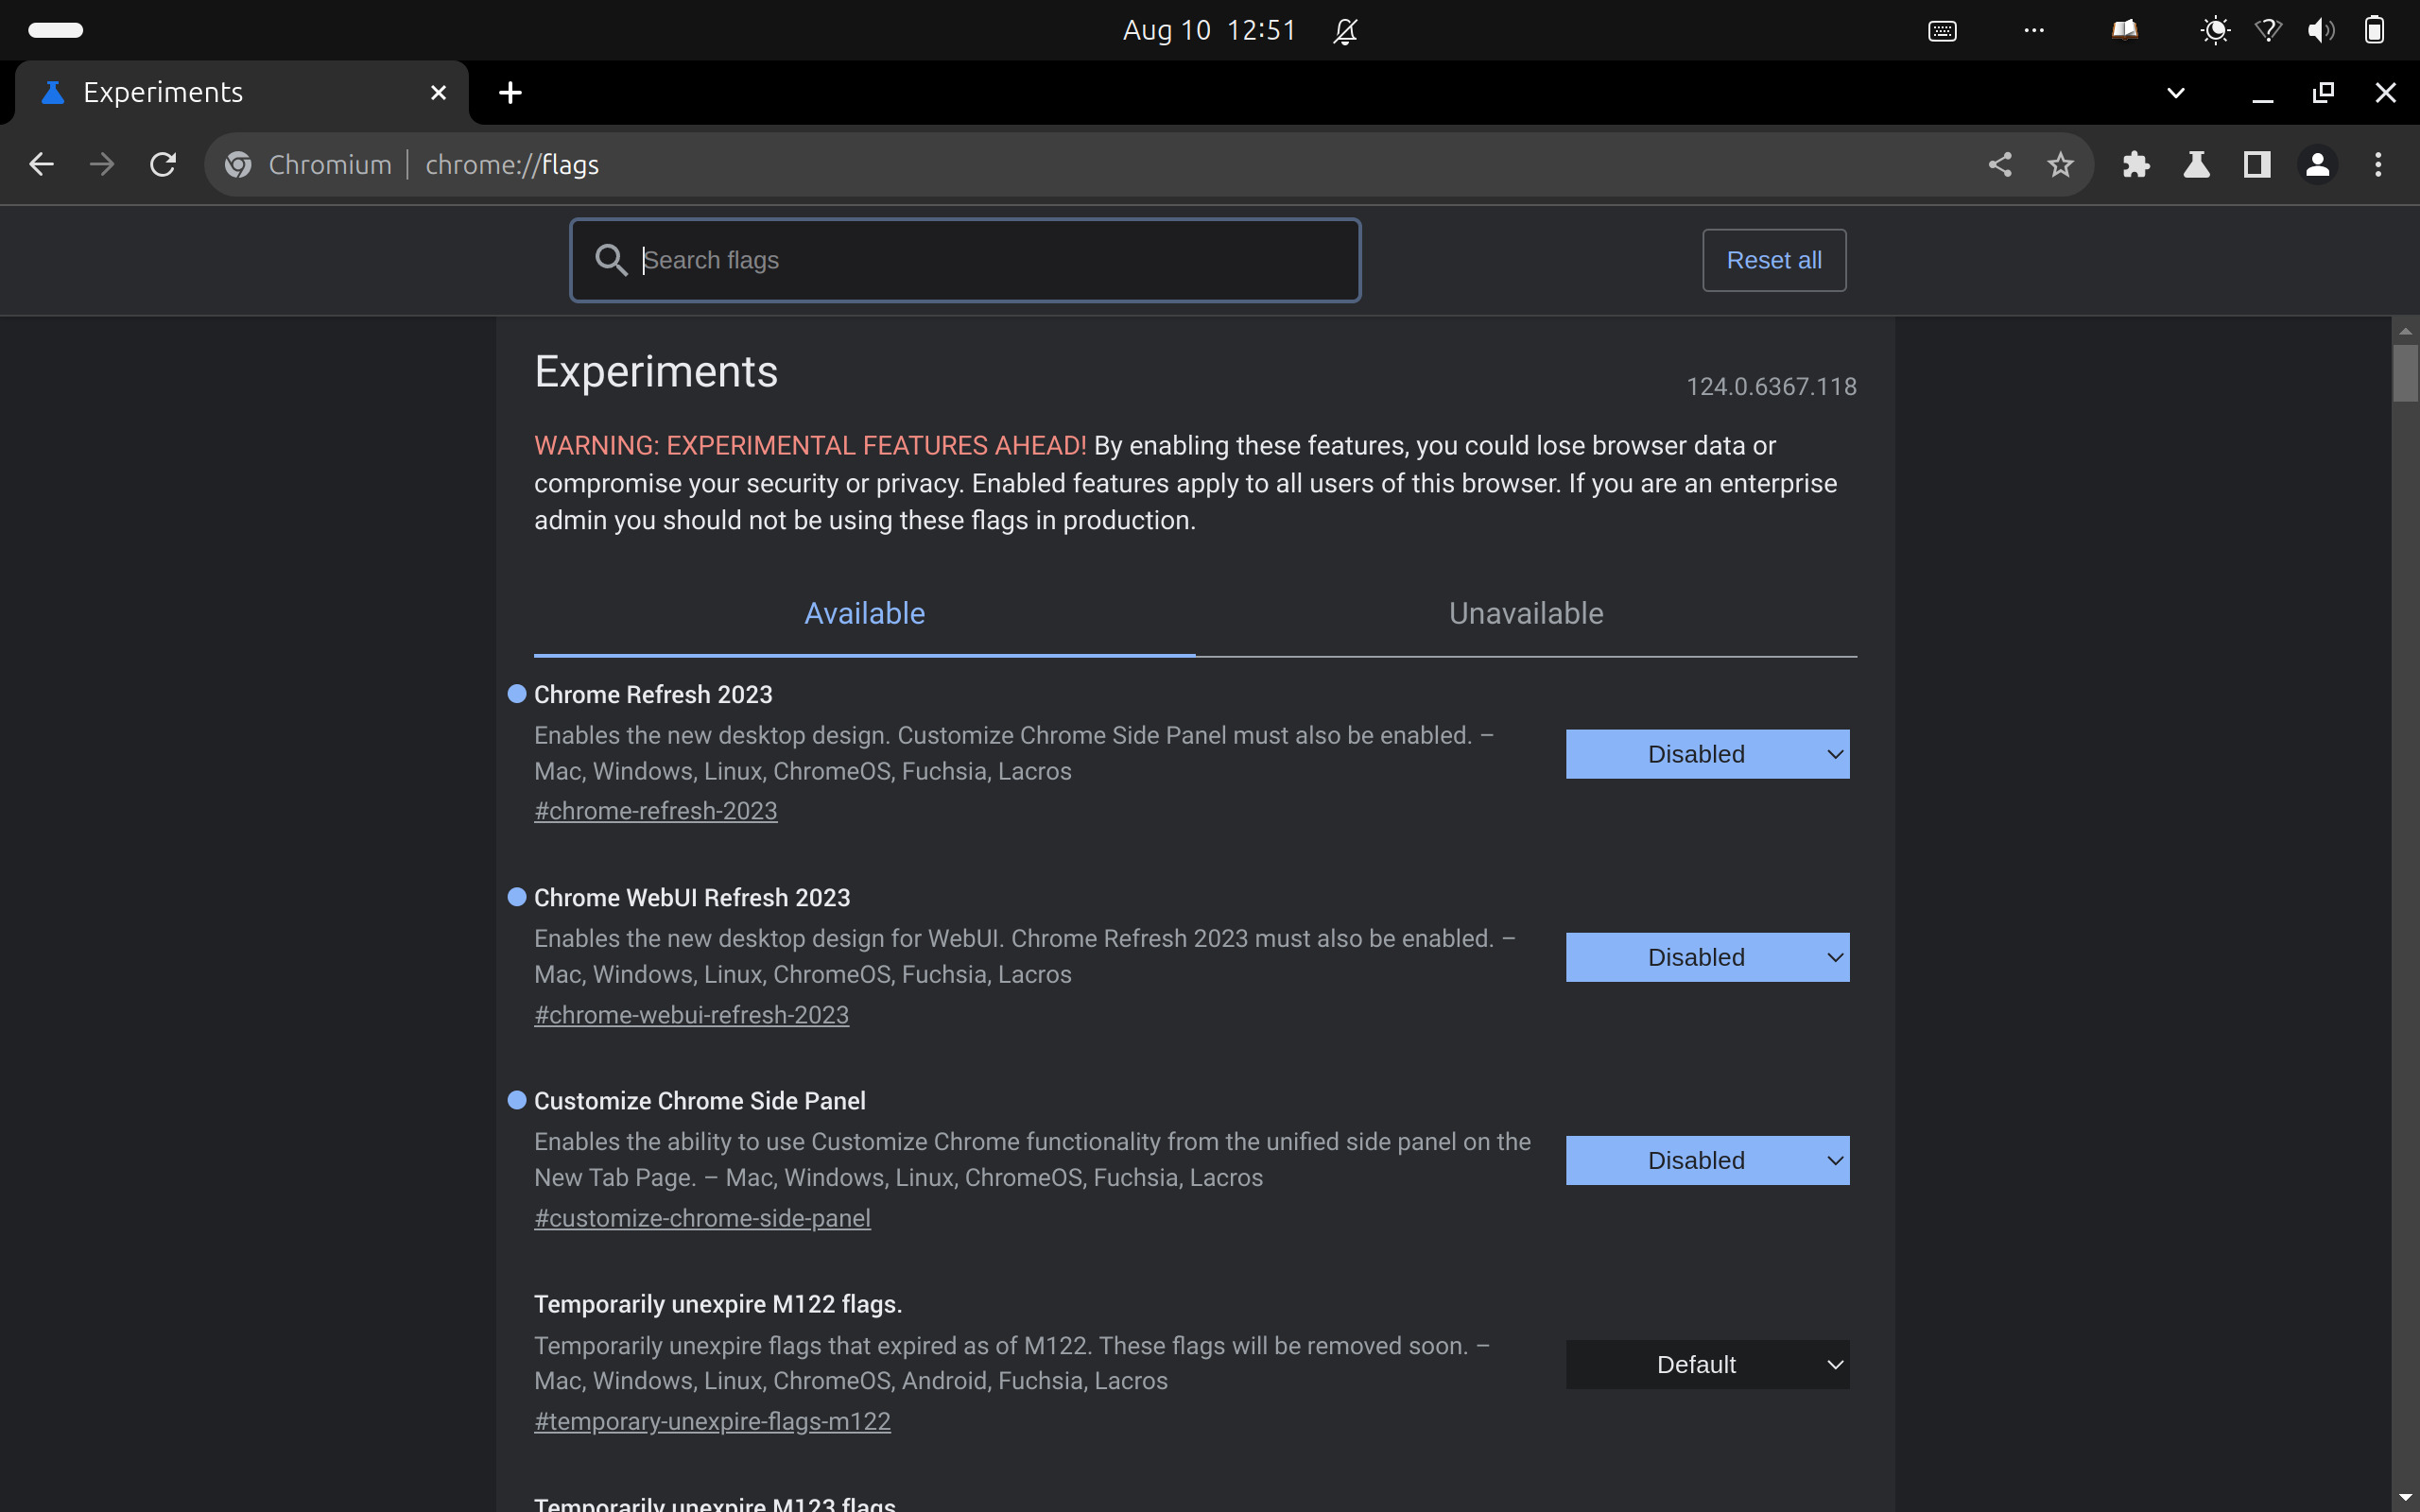 Aug 10 12:51
Experiments
Chromium chrome://flags
Search flags
Reset all
Experiments
124.0.6367.118
WARNING: EXPERIMENTAL FEATURES AHEAD! By enabling these features, you could lose browser data or
compromise your security or privacy. Enabled features apply to all users of this browser. If you are an enterprise
admin you should not be using these flags in production.
Available
Unavailable
Chrome Refresh 2023
Enables the new desktop design. Customize Chrome Side Panel must also be enabled. –
Mac, Windows, Linux, ChromeOS, Fuchsia, Lacros
#chrome-refresh-2023
Disabled
Chrome WebUI Refresh 2023
Enables the new desktop design for WebUI. Chrome Refresh 2023 must also be enabled. –
Mac, Windows, Linux, ChromeOS, Fuchsia, Lacros
#chrome-webui-refresh-2023
Disabled
Customize Chrome Side Panel
Enables the ability to use Customize Chrome functionality from the unified side panel on the
New Tab Page. – Mac, Windows, Linux, ChromeOS, Fuchsia, Lacros
#customize-chrome-side-panel
Disabled
Temporarily unexpire M122 flags.
Temporarily unexpire flags that expired as of M122. These flags will be removed soon. –
Mac, Windows, Linux, ChromeOS, Android, Fuchsia, Lacros
#temporary-unexpire-flags-m122
Default
Temporarily unexpire M123 flags.